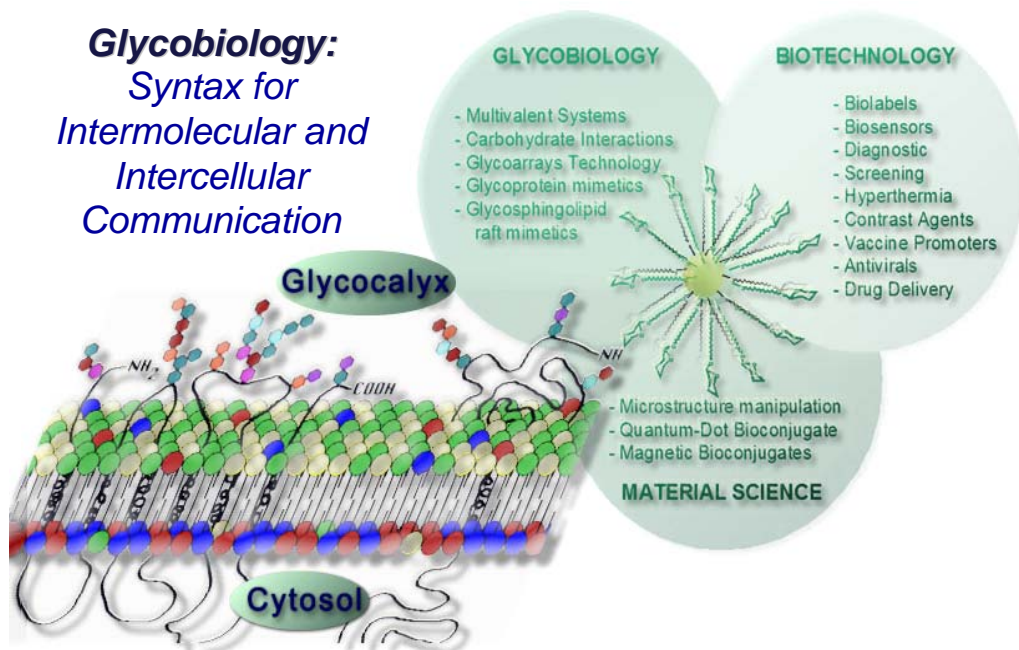 Glycobiology:
Syntax for
Intermolecular and
Intercellular
Communication
GLYCOBIOLOGY
- Multivalent Systems
- Carbohydrate Interactions
- Glycoarrays Technology
- Glycoprotein mimetics
- Glycosphingolipid
raft mimetics
BIOTECHNOLOGY
- Biolabels
- Biosensors
- Diagnostic
- Screening
- Hyperthermia
- Contrast Agents
- Vaccine Promoters
- Antivirals
- Drug Delivery
Glycocalyx
NH2
COOH
NH
- Microstructure manipulation
- Quantum-Dot Bioconjugate
- Magnetic Bioconjugates
MATERIAL SCIENCE
Cytosol